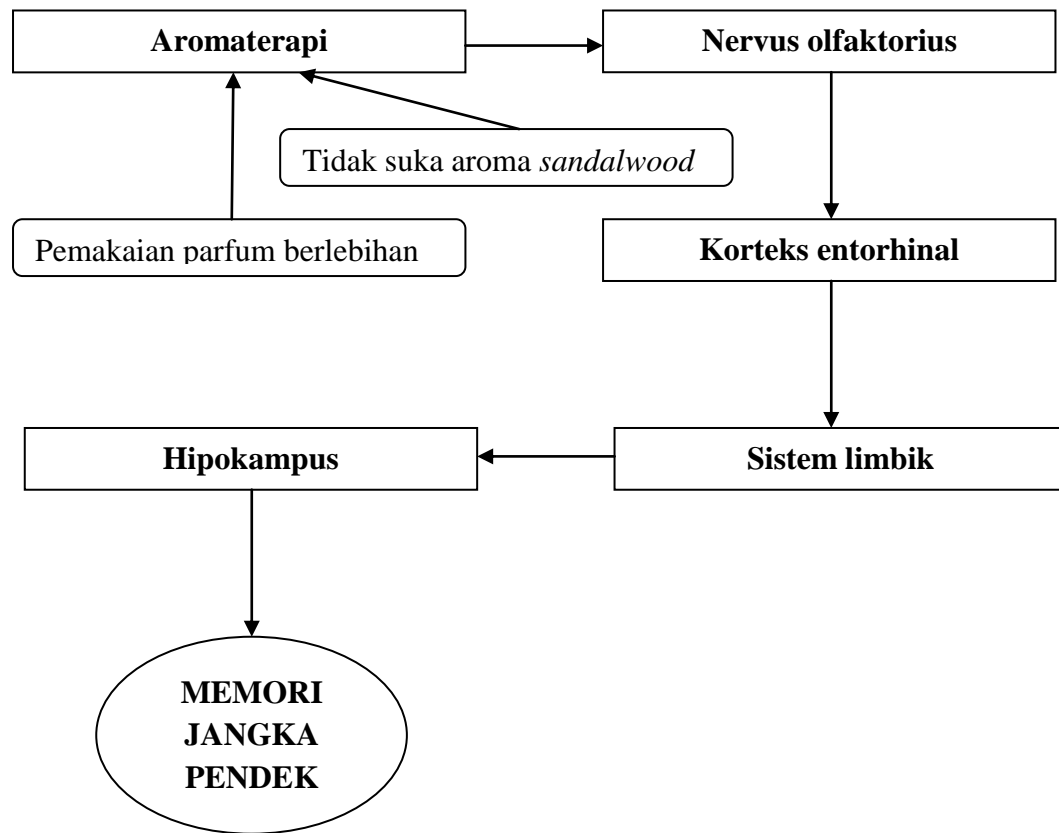 Aromaterapi
Nervus olfaktorius
Tidak suka aroma sandalwood
Pemakaian parfum berlebihan
Korteks entorhinal
Hipokampus
Sistem limbik
MEMORI
JANGKA
PENDEK